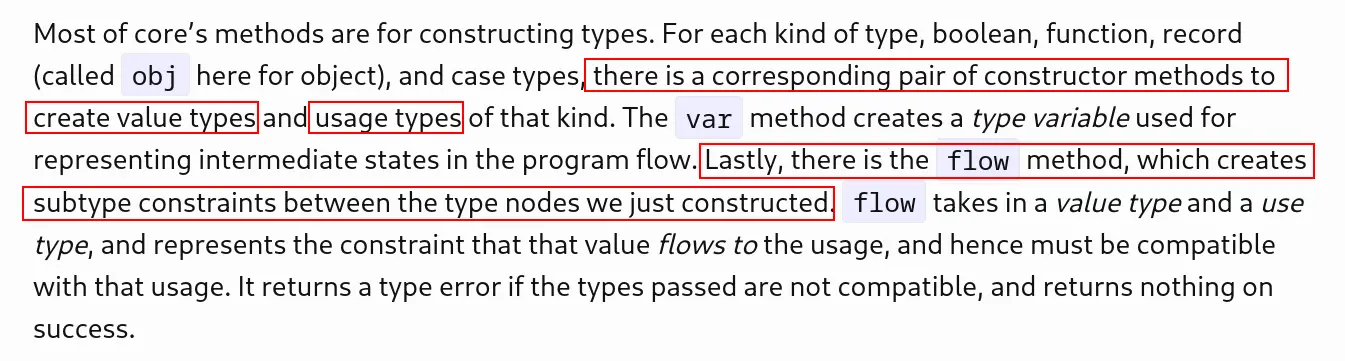 Most of core’s methods are for constructing types. For each kind of type, boolean, function, record
(called obj here for object), and case types, there is a corresponding pair of constructor methods to
create value types and usage types of that kind. The var method creates a type variable used for
representing intermediate states in the program flow. Lastly, there is the flow method, which creates
subtype constraints between the type nodes we just constructed. flow takes in a value type and a use
type, and represents the constraint that that value flows to the usage, and hence must be compatible
with that usage. It returns a type error if the types passed are not compatible, and returns nothing on
success.